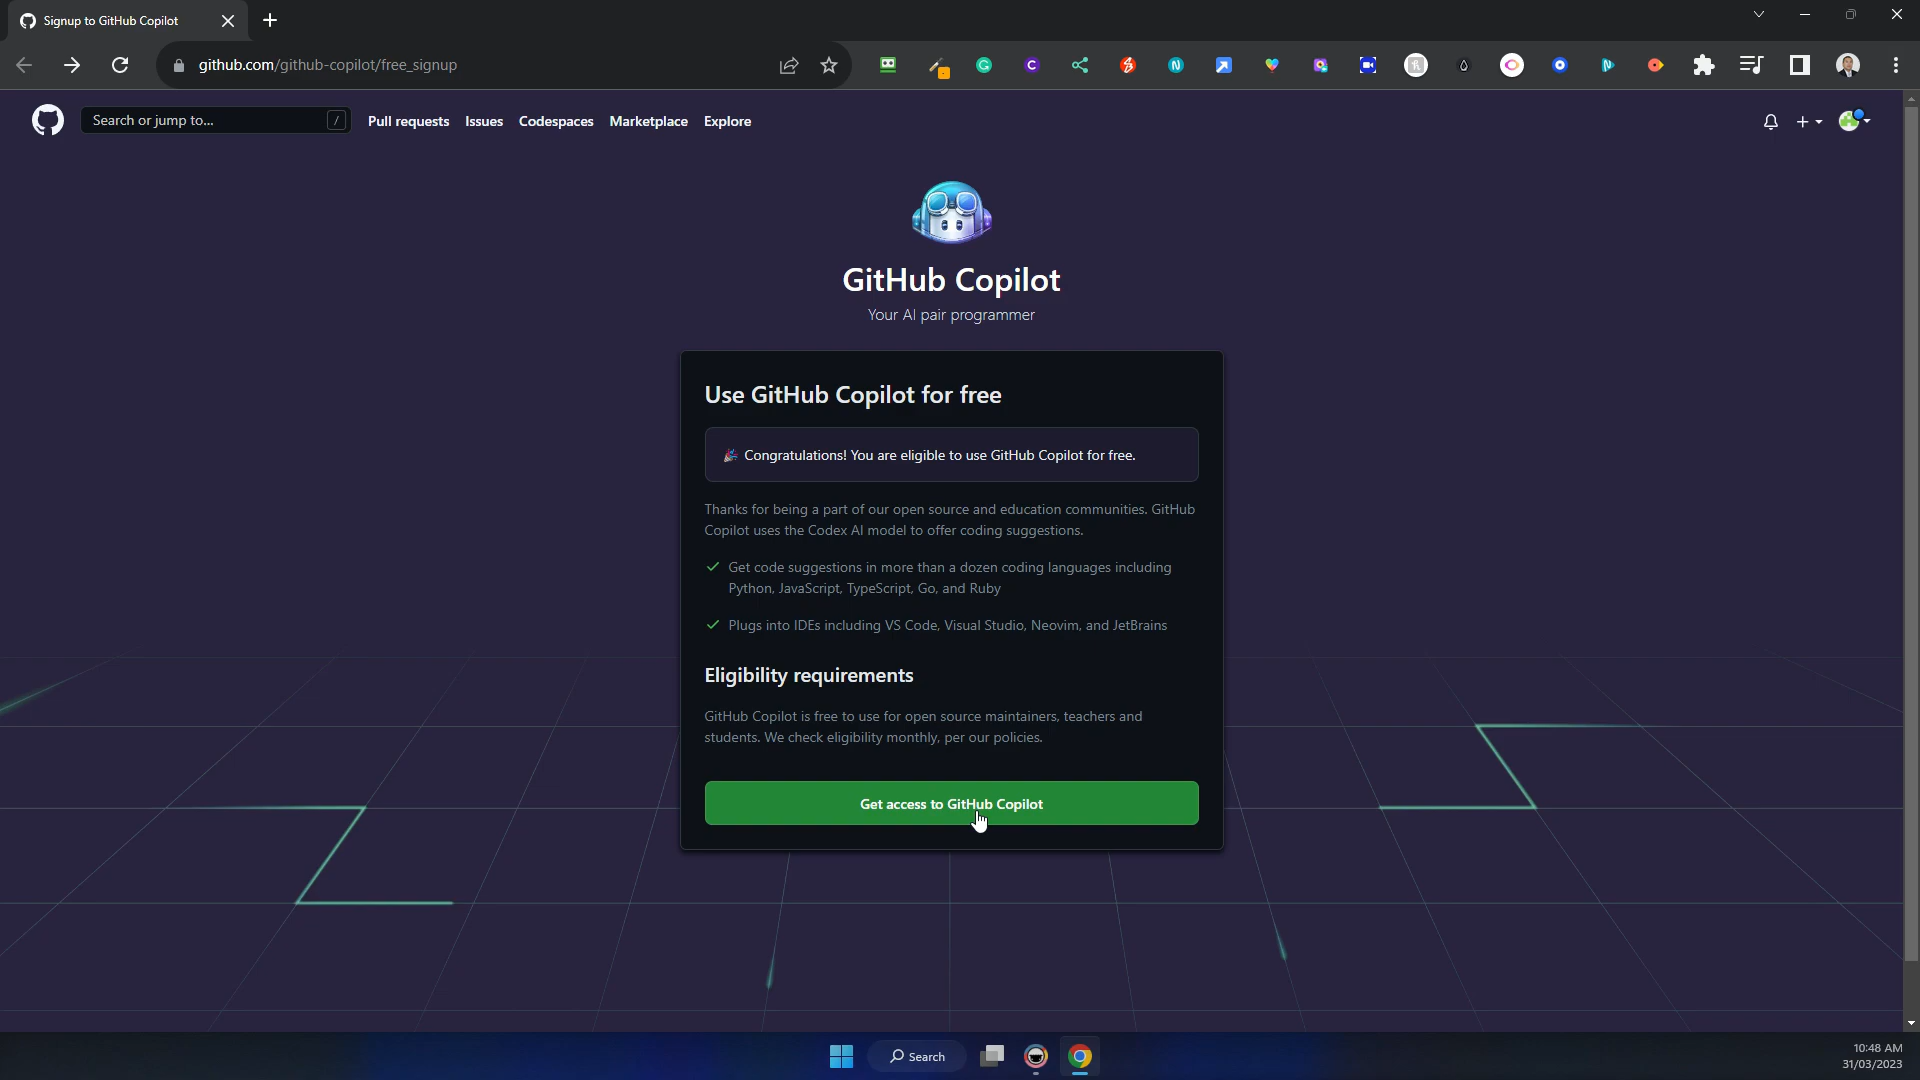 Signup to GitHub Copilot
github.com/github-copilot/free_signup
Search or jump to... /
Pull requests Issues Codespaces Marketplace Explore
GitHub Copilot
Your AI pair programmer
Use GitHub Copilot for free
Congratulations! You are eligible to use GitHub Copilot for free.
Thanks for being a part of our open source and education communities. GitHub
Copilot uses the Codex AI model to offer coding suggestions.
Get code suggestions in more than a dozen coding languages including
Python, JavaScript, TypeScript, Go, and Ruby
Plugs into IDEs including VS Code, Visual Studio, Neovim, and JetBrains
Eligibility requirements
GitHub Copilot is free to use for open source maintainers, teachers and
students. We check eligibility monthly, per our policies.
Get access to GitHub Copilot
Search
10:48 AM
31/03/2023